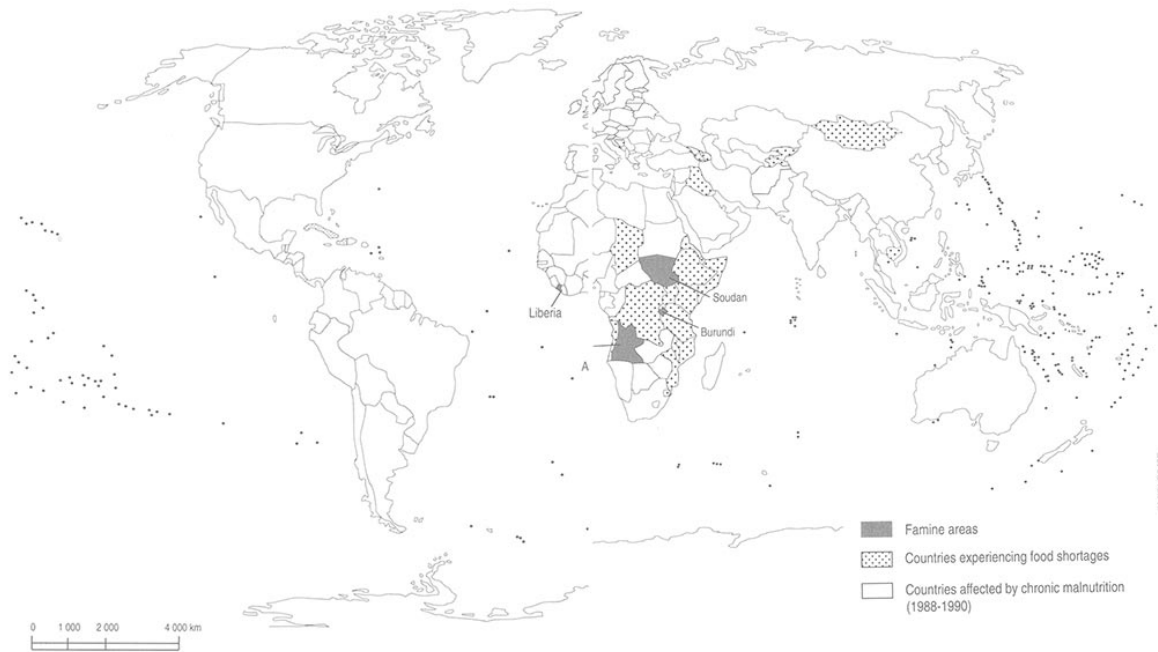 Soudan
Liberia
Burundi
A
Famine areas
Countries experiencing food shortages
Countries affected by chronic malnutrition
(1988-1990)
0 1 000 2 000 4 000 km